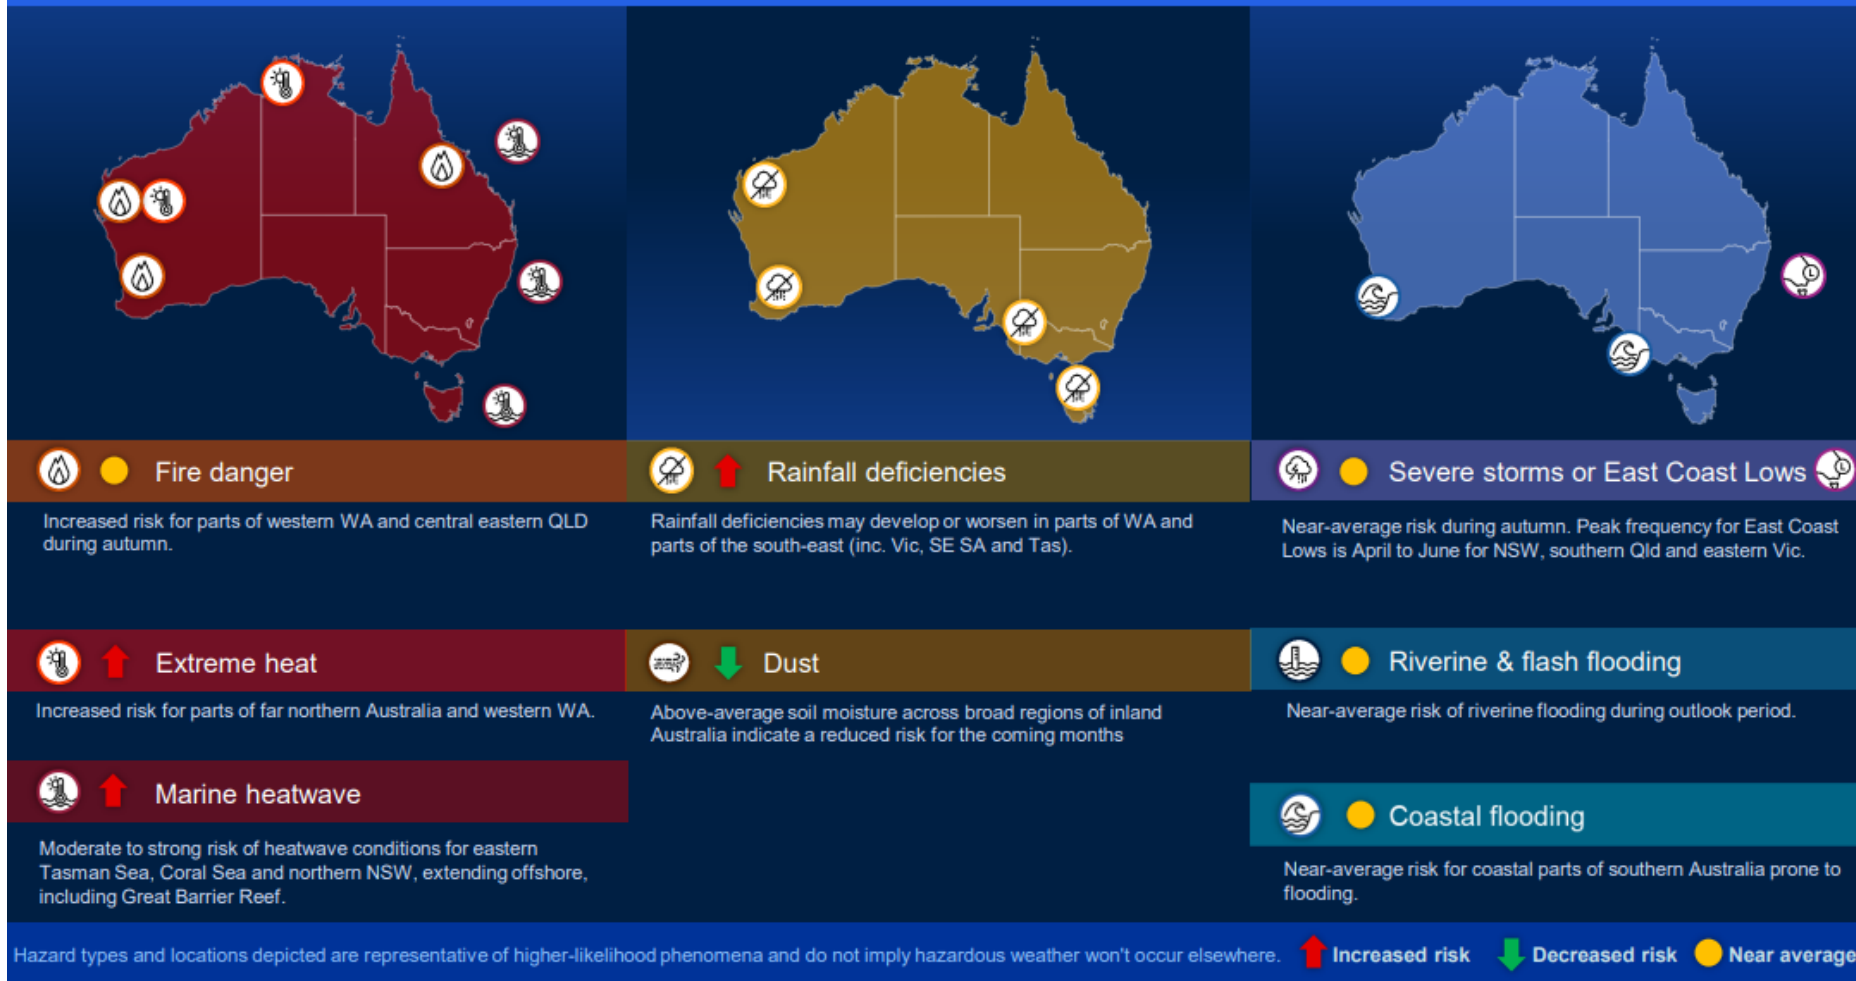 Fire danger
Increased risk for parts of western WA and central eastern QLD
during autumn.
Extreme heat
Increased risk for parts of far northern Australia and western WA.
Marine heatwave
Moderate to strong risk of heatwave conditions for eastern
Tasman Sea, Coral Sea and northern NSW, extending offshore,
including Great Barrier Reef.
Rainfall deficiencies
Rainfall deficiencies may develop or worsen in parts of WA and
parts of the south-east (inc. Vic, SE SA and Tas).
Dust
Above-average soil moisture across broad regions of inland
Australia indicate a reduced risk for the coming months
L
Severe storms or East Coast Lows
L
Near-average risk during autumn. Peak frequency for East Coast
Lows is April to June for NSW, southern Qld and eastern Vic.
Riverine & flash flooding
Near-average risk of riverine flooding during outlook period.
Coastal flooding
Near-average risk for coastal parts of southern Australia prone to
flooding.
Hazard types and locations depicted are representative of higher-likelihood phenomena and do not imply hazardous weather won't occur elsewhere.
Increased risk
Decreased risk
Near average